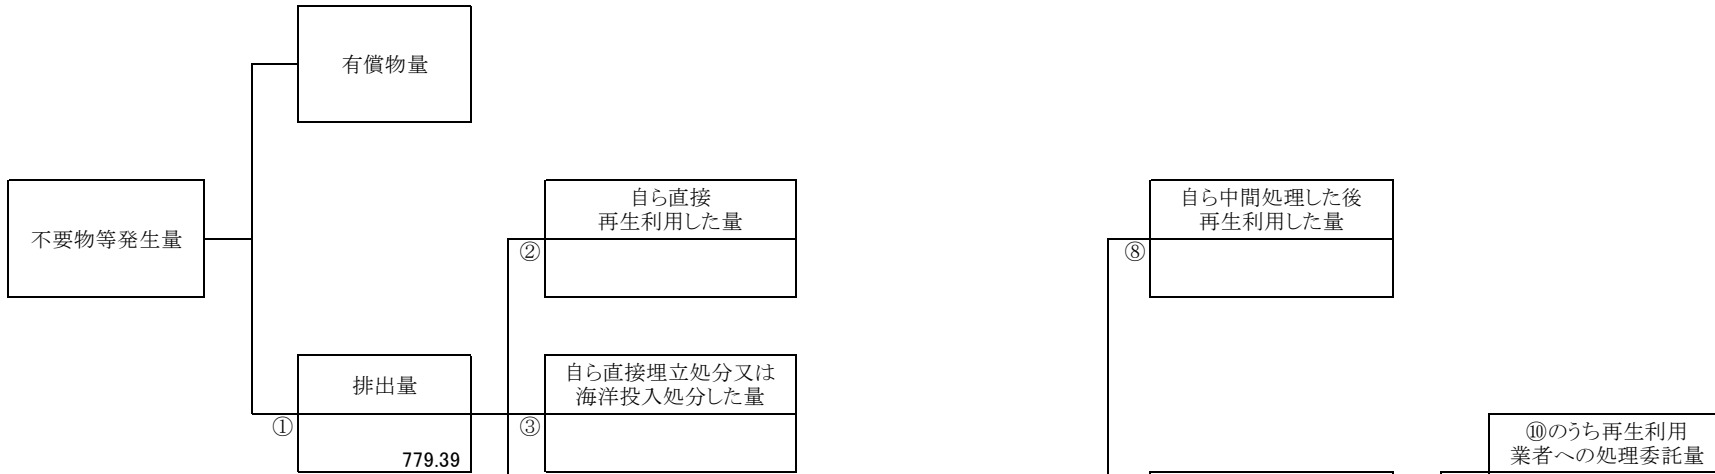 有償物量
不要物等発生量
自ら直接
再生利用した量
②
自ら中間処理した後
再生利用した量
⑧
排出量
①
779.39
自ら直接埋立処分又は
海洋投入処分した量
③
⑩のうち再生利用
業者への処理委託量